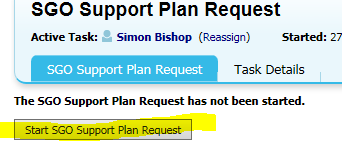 SGO Support Plan Request
Active Task: Simon Bishop (Reassign) Started: 27
SGO Support Plan Request Task Details
The SGO Support Plan Request has not been started.
Start SGO Support Plan Request